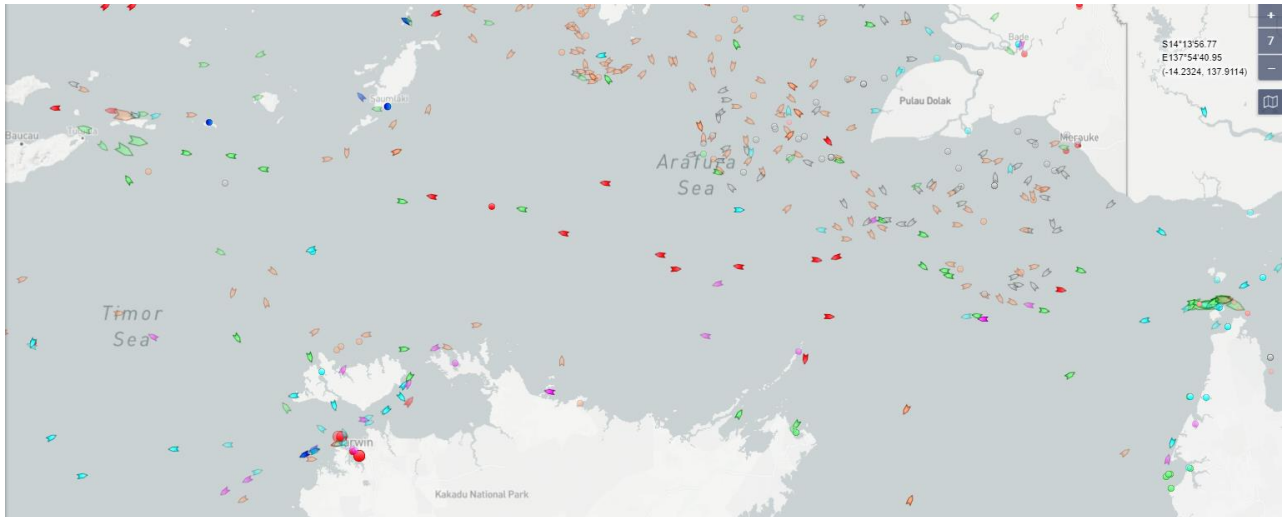 +
Bade
S14°13'56.77
7
E137°54'40.95
(-14.2324, 137.9114)
−
Saumlaki
Pulau Dolak
Baucau
Tutuala
Merauke
Arafura
Sea
Timor
Sea
Darwin
Kakadu National Park